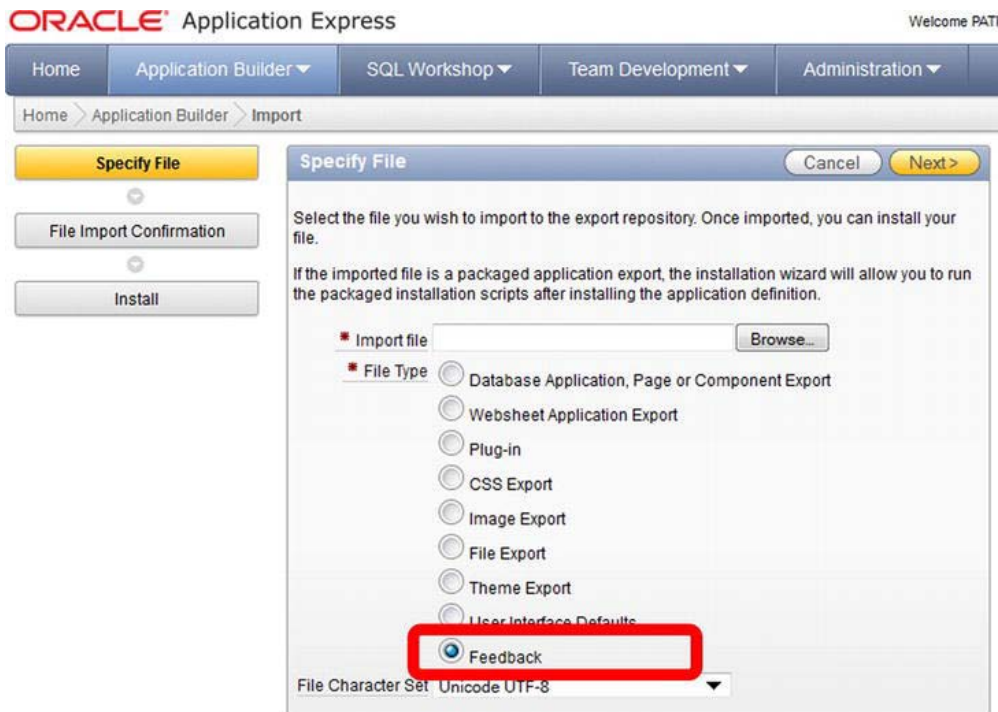 ORACLE Application Express
Welcome PATI
Home Application Builder SQL Workshop Team Development Administration
Home Application Builder Import
Specify File
File Import Confirmation
Install
Specify File
Cancel Next>
Select the file you wish to import to the export repository. Once imported, you can install your
file.
If the imported file is a packaged application export, the installation wizard will allow you to run
the packaged installation scripts after installing the application definition.
* Import file Browse...
* File Type
Database Application, Page or Component Export
Websheet Application Export
Plug-in
CSS Export
Image Export
File Export
Theme Export
User Interface Defaults
Feedback
File Character Set Unicode UTF-8